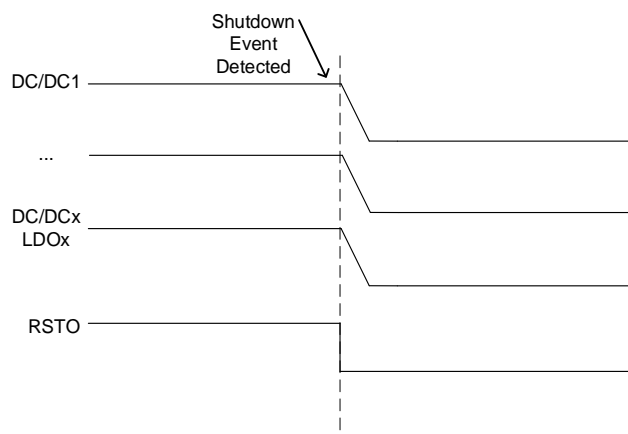 Shutdown
Event
Detected
DC/DC1
...
DC/DCx
LDOx
RSTO